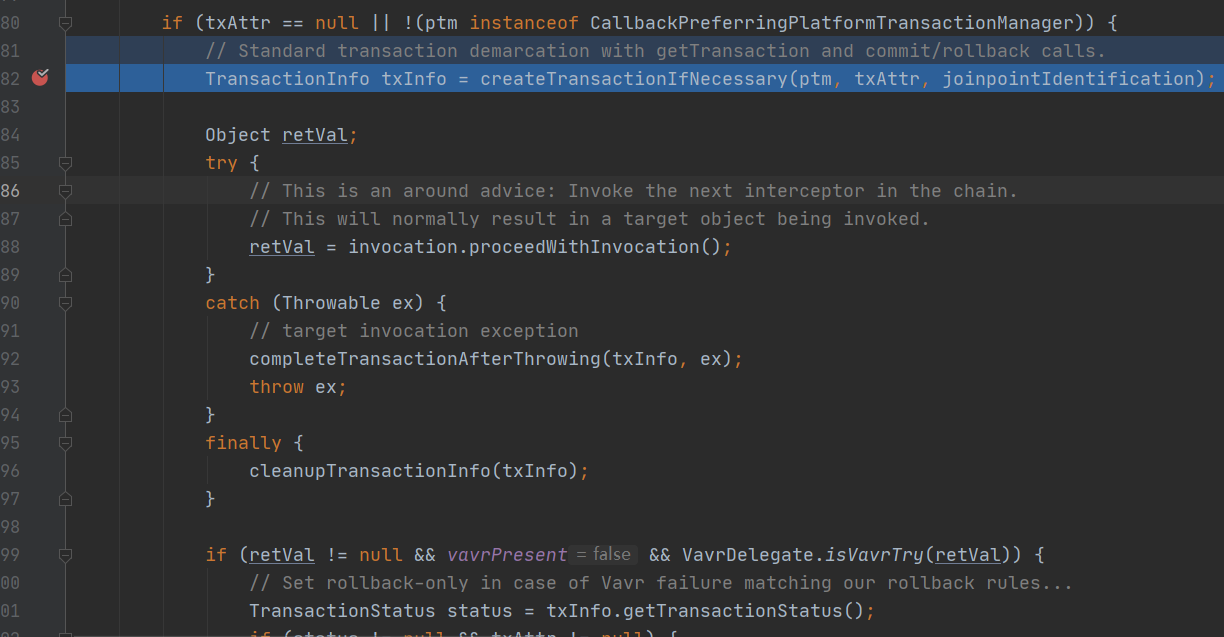 80 if (txAttr == null || !(ptm instanceof CallbackPreferringPlatformTransactionManager)) {
81 // Standard transaction demarcation with getTransaction and commit/rollback calls.
82 TransactionInfo txInfo = createTransactionIfNecessary(ptm, txAttr, joinpointIdentification);
83
84 Object retVal;
85 try {
86 // This is an around advice: Invoke the next interceptor in the chain.
87 // This will normally result in a target object being invoked.
88 retVal = invocation.proceedWithInvocation();
89 }
90 catch (Throwable ex) {
91 // target invocation exception
92 completeTransactionAfterThrowing(txInfo, ex);
93 throw ex;
94 }
95 finally {
96 cleanupTransactionInfo(txInfo);
97 }
98
99 if (retVal != null && vavrPresent = false && VavrDelegate.isVavrTry(retVal)) {
00 // Set rollback-only in case of Vavr failure matching our rollback rules...
01 TransactionStatus status = txInfo.getTransactionStatus();
if (status != null && txAttr != null) {